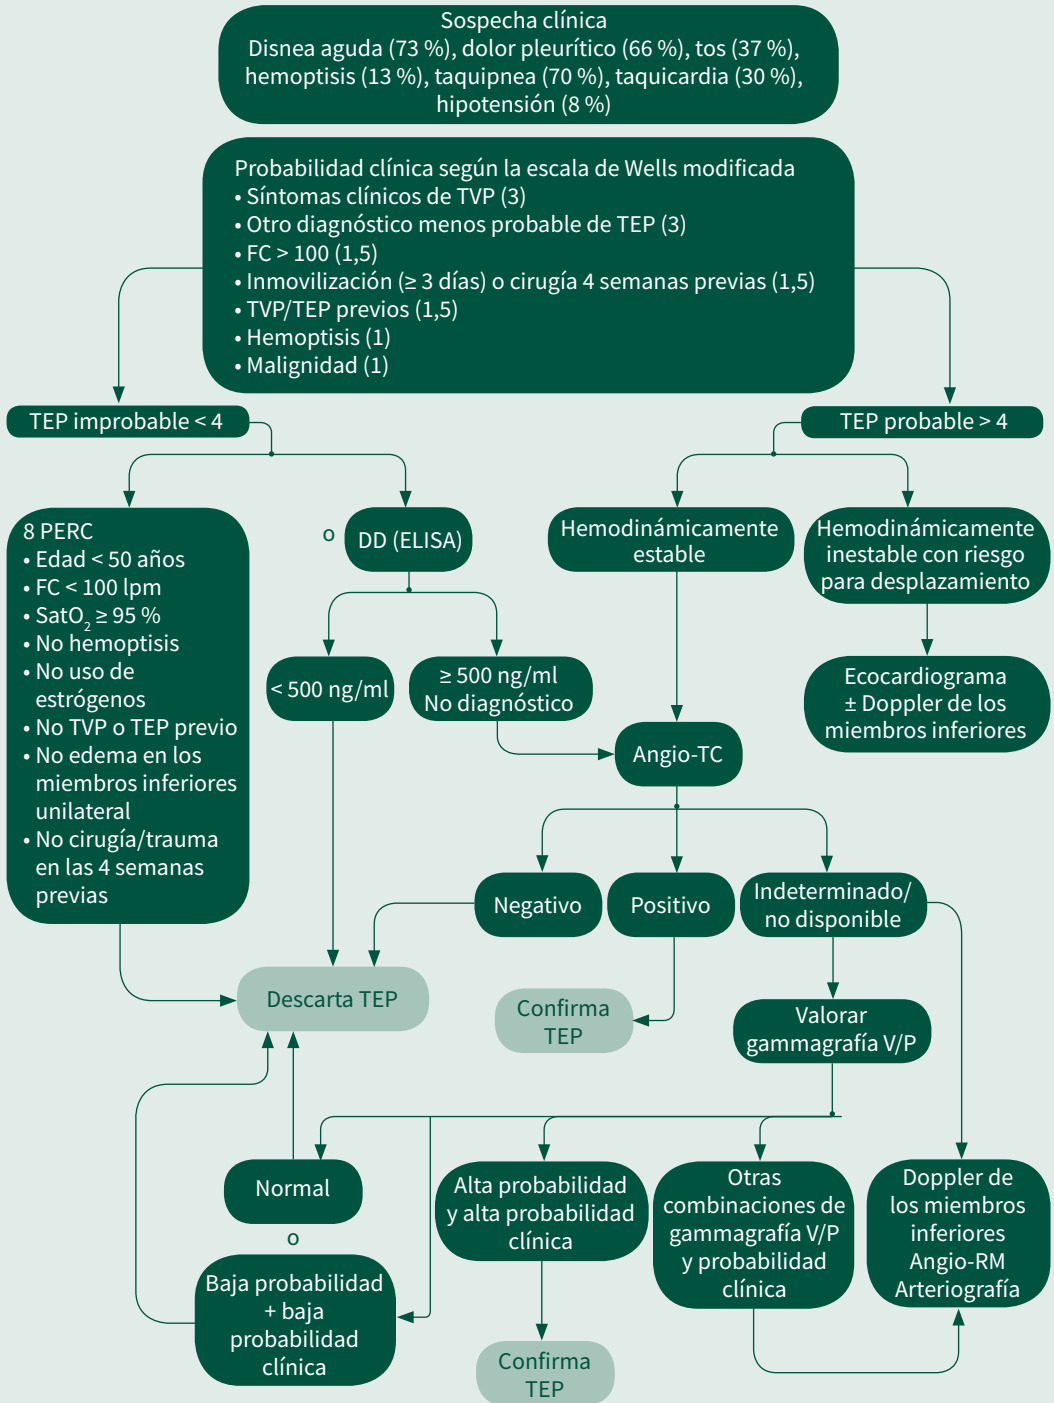 Sospecha clínica
Disnea aguda (73 %), dolor pleurítico (66 %), tos (37 %),
hemoptisis (13 %), taquipnea (70 %), taquicardia (30 %),
hipotensión (8 %)
Probabilidad clínica según la escala de Wells modificada
• Síntomas clínicos de TVP (3)
• Otro diagnóstico menos probable de TEP (3)
• FC > 100 (1,5)
• Inmovilización (≥ 3 días) o cirugía 4 semanas previas (1,5)
• TVP/TEP previos (1,5)
• Hemoptisis (1)
• Malignidad (1)
TEP improbable < 4
TEP probable > 4
8 PERC
• Edad < 50 años
• FC < 100 lpm
• SatO₂ ≥ 95 %
• No hemoptisis
• No uso de
estrógenos
• No TVP o TEP previo
• No edema en los
miembros inferiores
unilateral
• No cirugía/trauma
en las 4 semanas
previas
o
DD (ELISA)
Hemodinámicamente
estable
Hemodinámicamente
inestable con riesgo
para desplazamiento
< 500 ng/ml
≥ 500 ng/ml
No diagnóstico
Ecocardiograma
± Doppler de los
miembros inferiores
Angio-TC
Negativo
Positivo
Indeterminado/
no disponible
Descarta TEP
Confirma
TEP
Valorar
gammagrafía V/P
Normal
o
Baja probabilidad
+ baja
probabilidad
clínica
Alta probabilidad
y alta probabilidad
clínica
Otras
combinaciones de
gammagrafía V/P
y probabilidad
clínica
Doppler de
los miembros
inferiores
Angio-RM
Arteriografía
Confirma
TEP